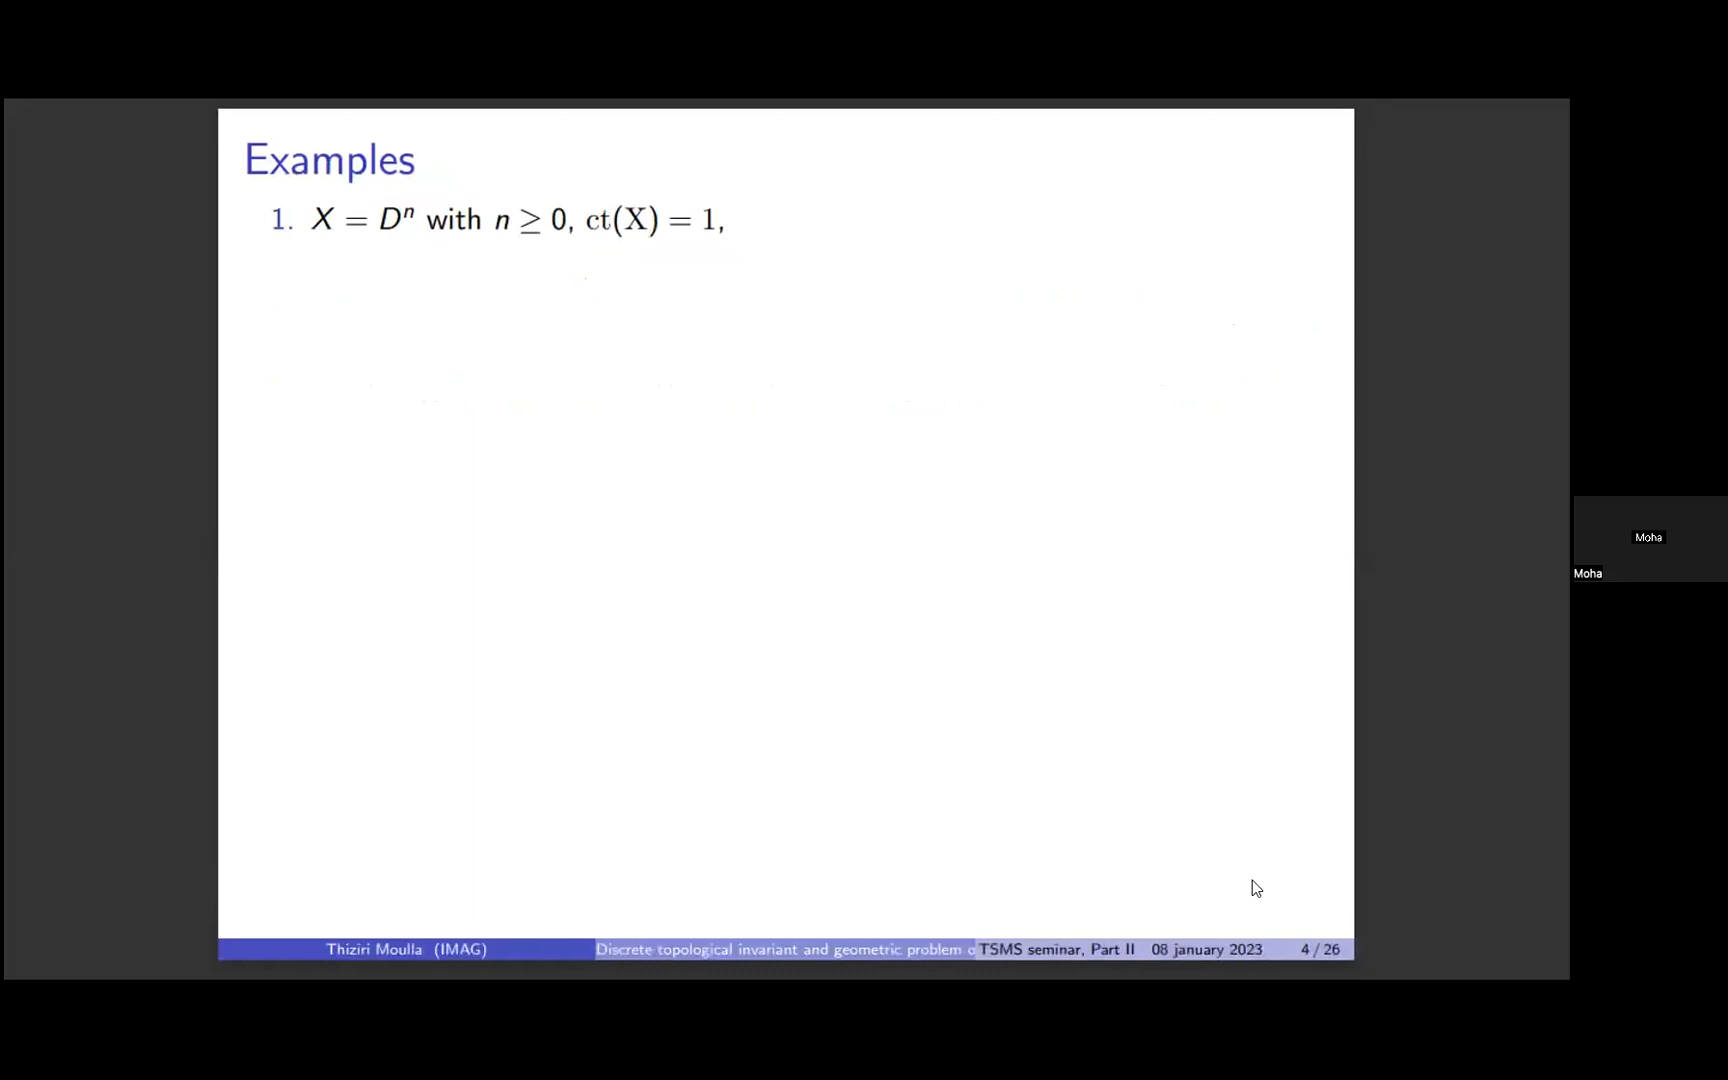 Examples
1. X = Dⁿ with n ≥ 0, ct(X) = 1,
Moha
Moha
Thiziri Moulla (IMAG) Discrete topological invariant and geometric problem o TSMS seminar, Part II 08 january 2023 4 / 26